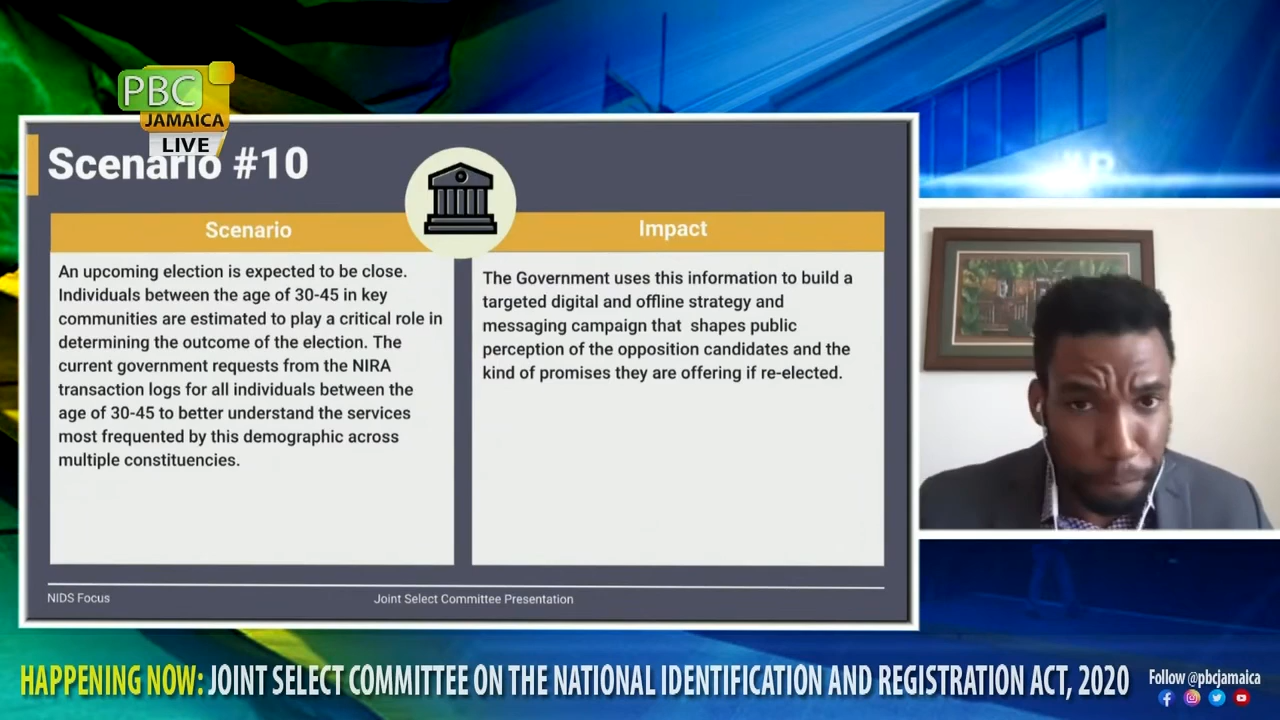 PBC
JAMAICA
LIVE
Scenario #10
Scenario
An upcoming election is expected to be close.
Individuals between the age of 30-45 in key
communities are estimated to play a critical role in
determining the outcome of the election. The
current government requests from the NIRA
transaction logs for all individuals between the
age of 30-45 to better understand the services
most frequented by this demographic across
multiple constituencies.
Impact
The Government uses this information to build a
targeted digital and offline strategy and
messaging campaign that shapes public
perception of the opposition candidates and the
kind of promises they are offering if re-elected.
NIDS Focus
Joint Select Committee Presentation
HAPPENING NOW: JOINT SELECT COMMITTEE ON THE NATIONAL IDENTIFICATION AND REGISTRATION ACT, 2020
Follow @pbcjamaica